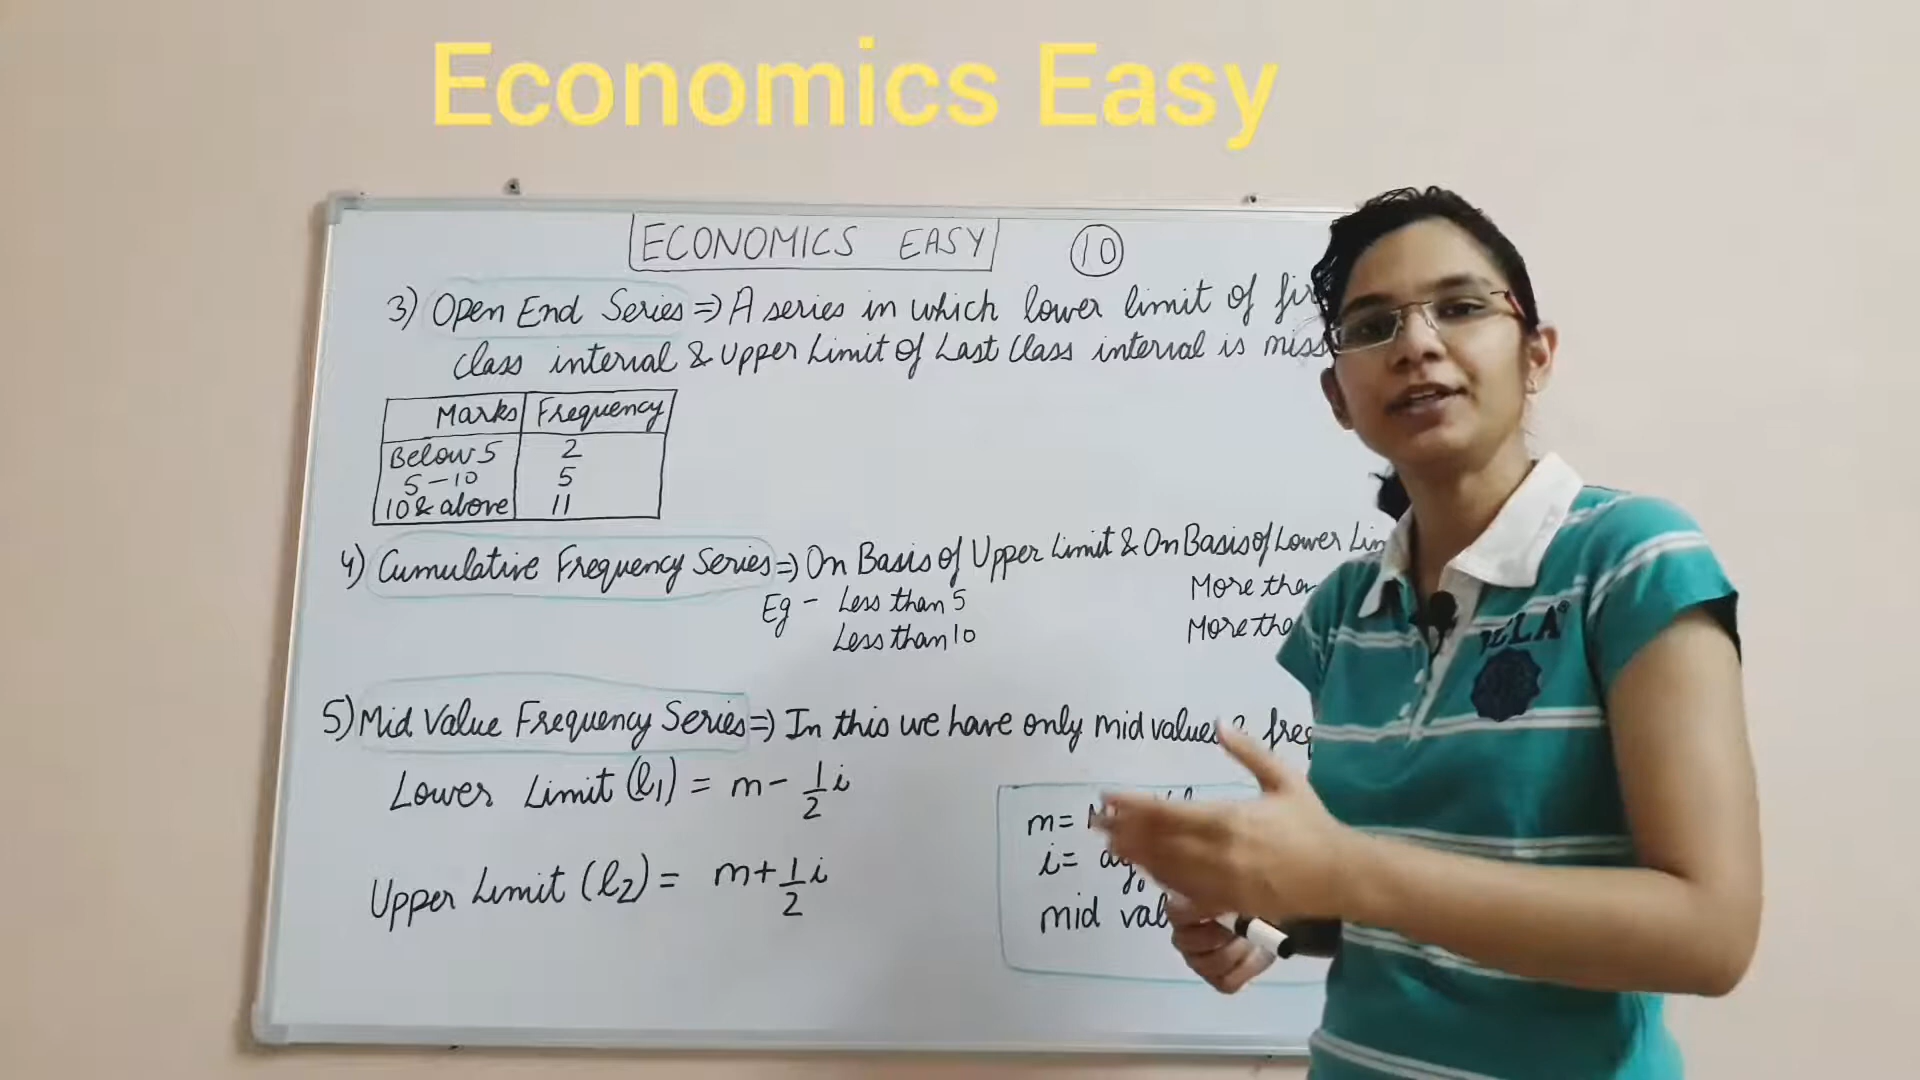 Economics Easy
ECONOMICS EASY 10
3) Open End Series => A series in which lower limit of
Class interval & Upper Limit of Last Class interval is
Marks Frequency
Below 5 2
5-10 5
10 & above 11
4) Cumulative Frequency Series => On Basis of Upper Limit & On Basis of Lower
Eg - Less than 5 More
Less than 10 More
5) Mid Value Frequency Series => In this we have only mid values &
Lower Limit (l1) = m - 1/2 i
m=
i=
Upper Limit (l2) = m + 1/2 i
mid